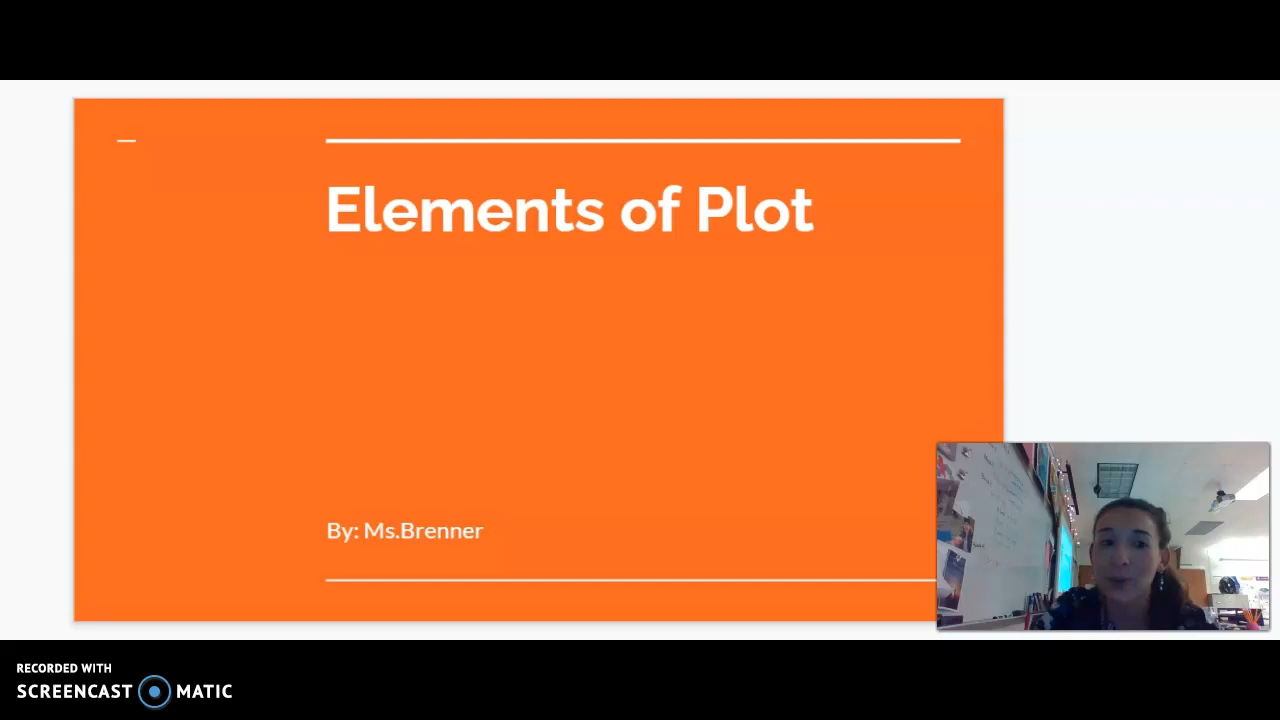 Elements of Plot
By: Ms.Brenner
RECORDED WITH
SCREENCAST MATIC